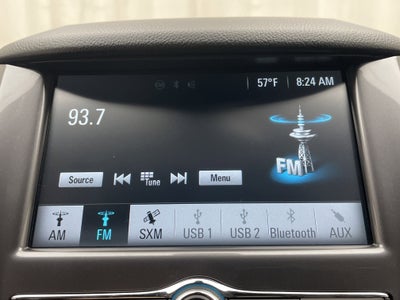 57°F 8:24 AM
93.7
FM
Source Tune Menu
AM FM SXM USB 1 USB 2 Bluetooth AUX